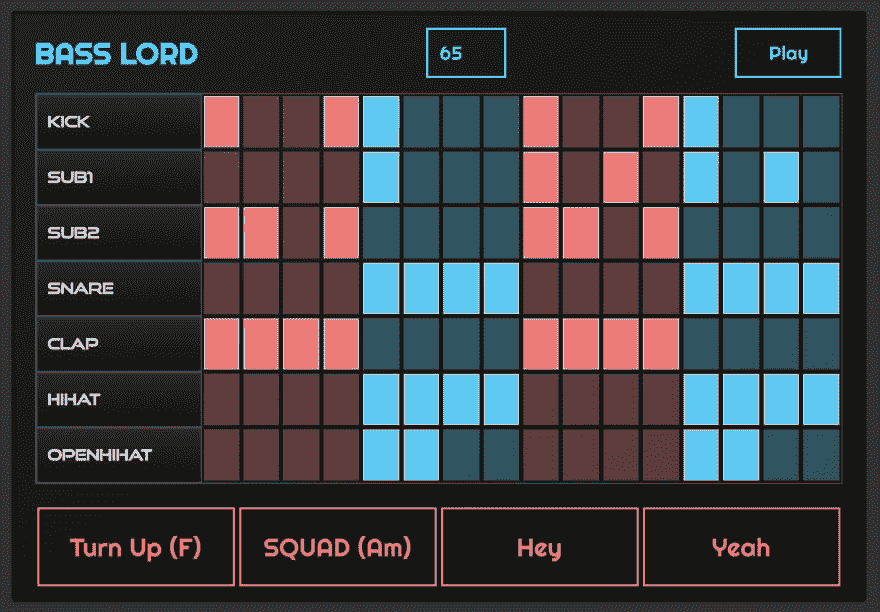 BASS LORD
65
Play
KICK
SUB1
SUB2
SNARE
CLAP
HIHAT
OPENHIHAT
Turn Up (F)
SQUAD (Am)
Hey
Yeah